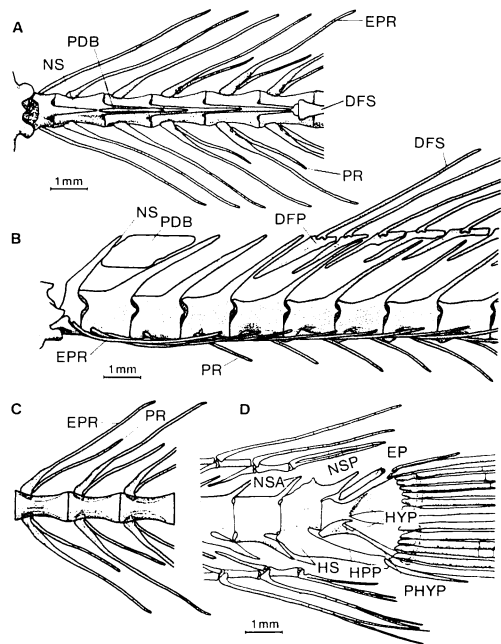 A
NS
PDB
EPR
DFS
PR
1mm
DFS
B
NS
PDB
DFP
EPR
PR
1mm
C
EPR
PR
D
EP
NSA
NSP
HYP
HS
HPP
PHYP
1mm